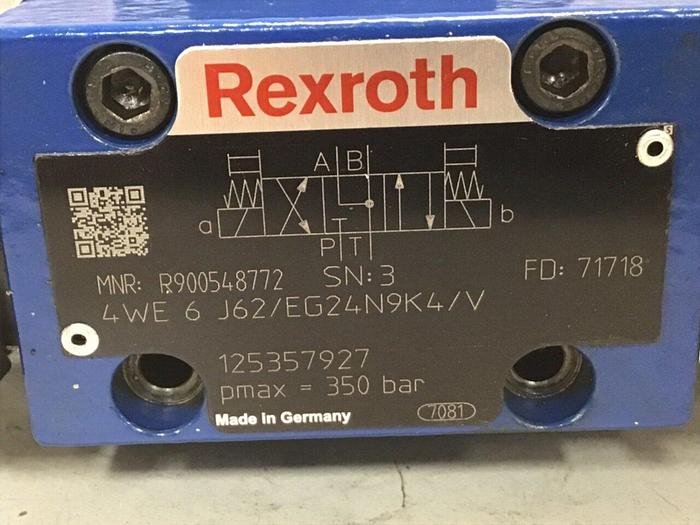 Rexroth
A B
a b
P T
MNR: R900548772 SN:3 FD: 71718
4WE 6 J62/EG24N9K4/V
125357927
pmax = 350 bar
Made in Germany 7081